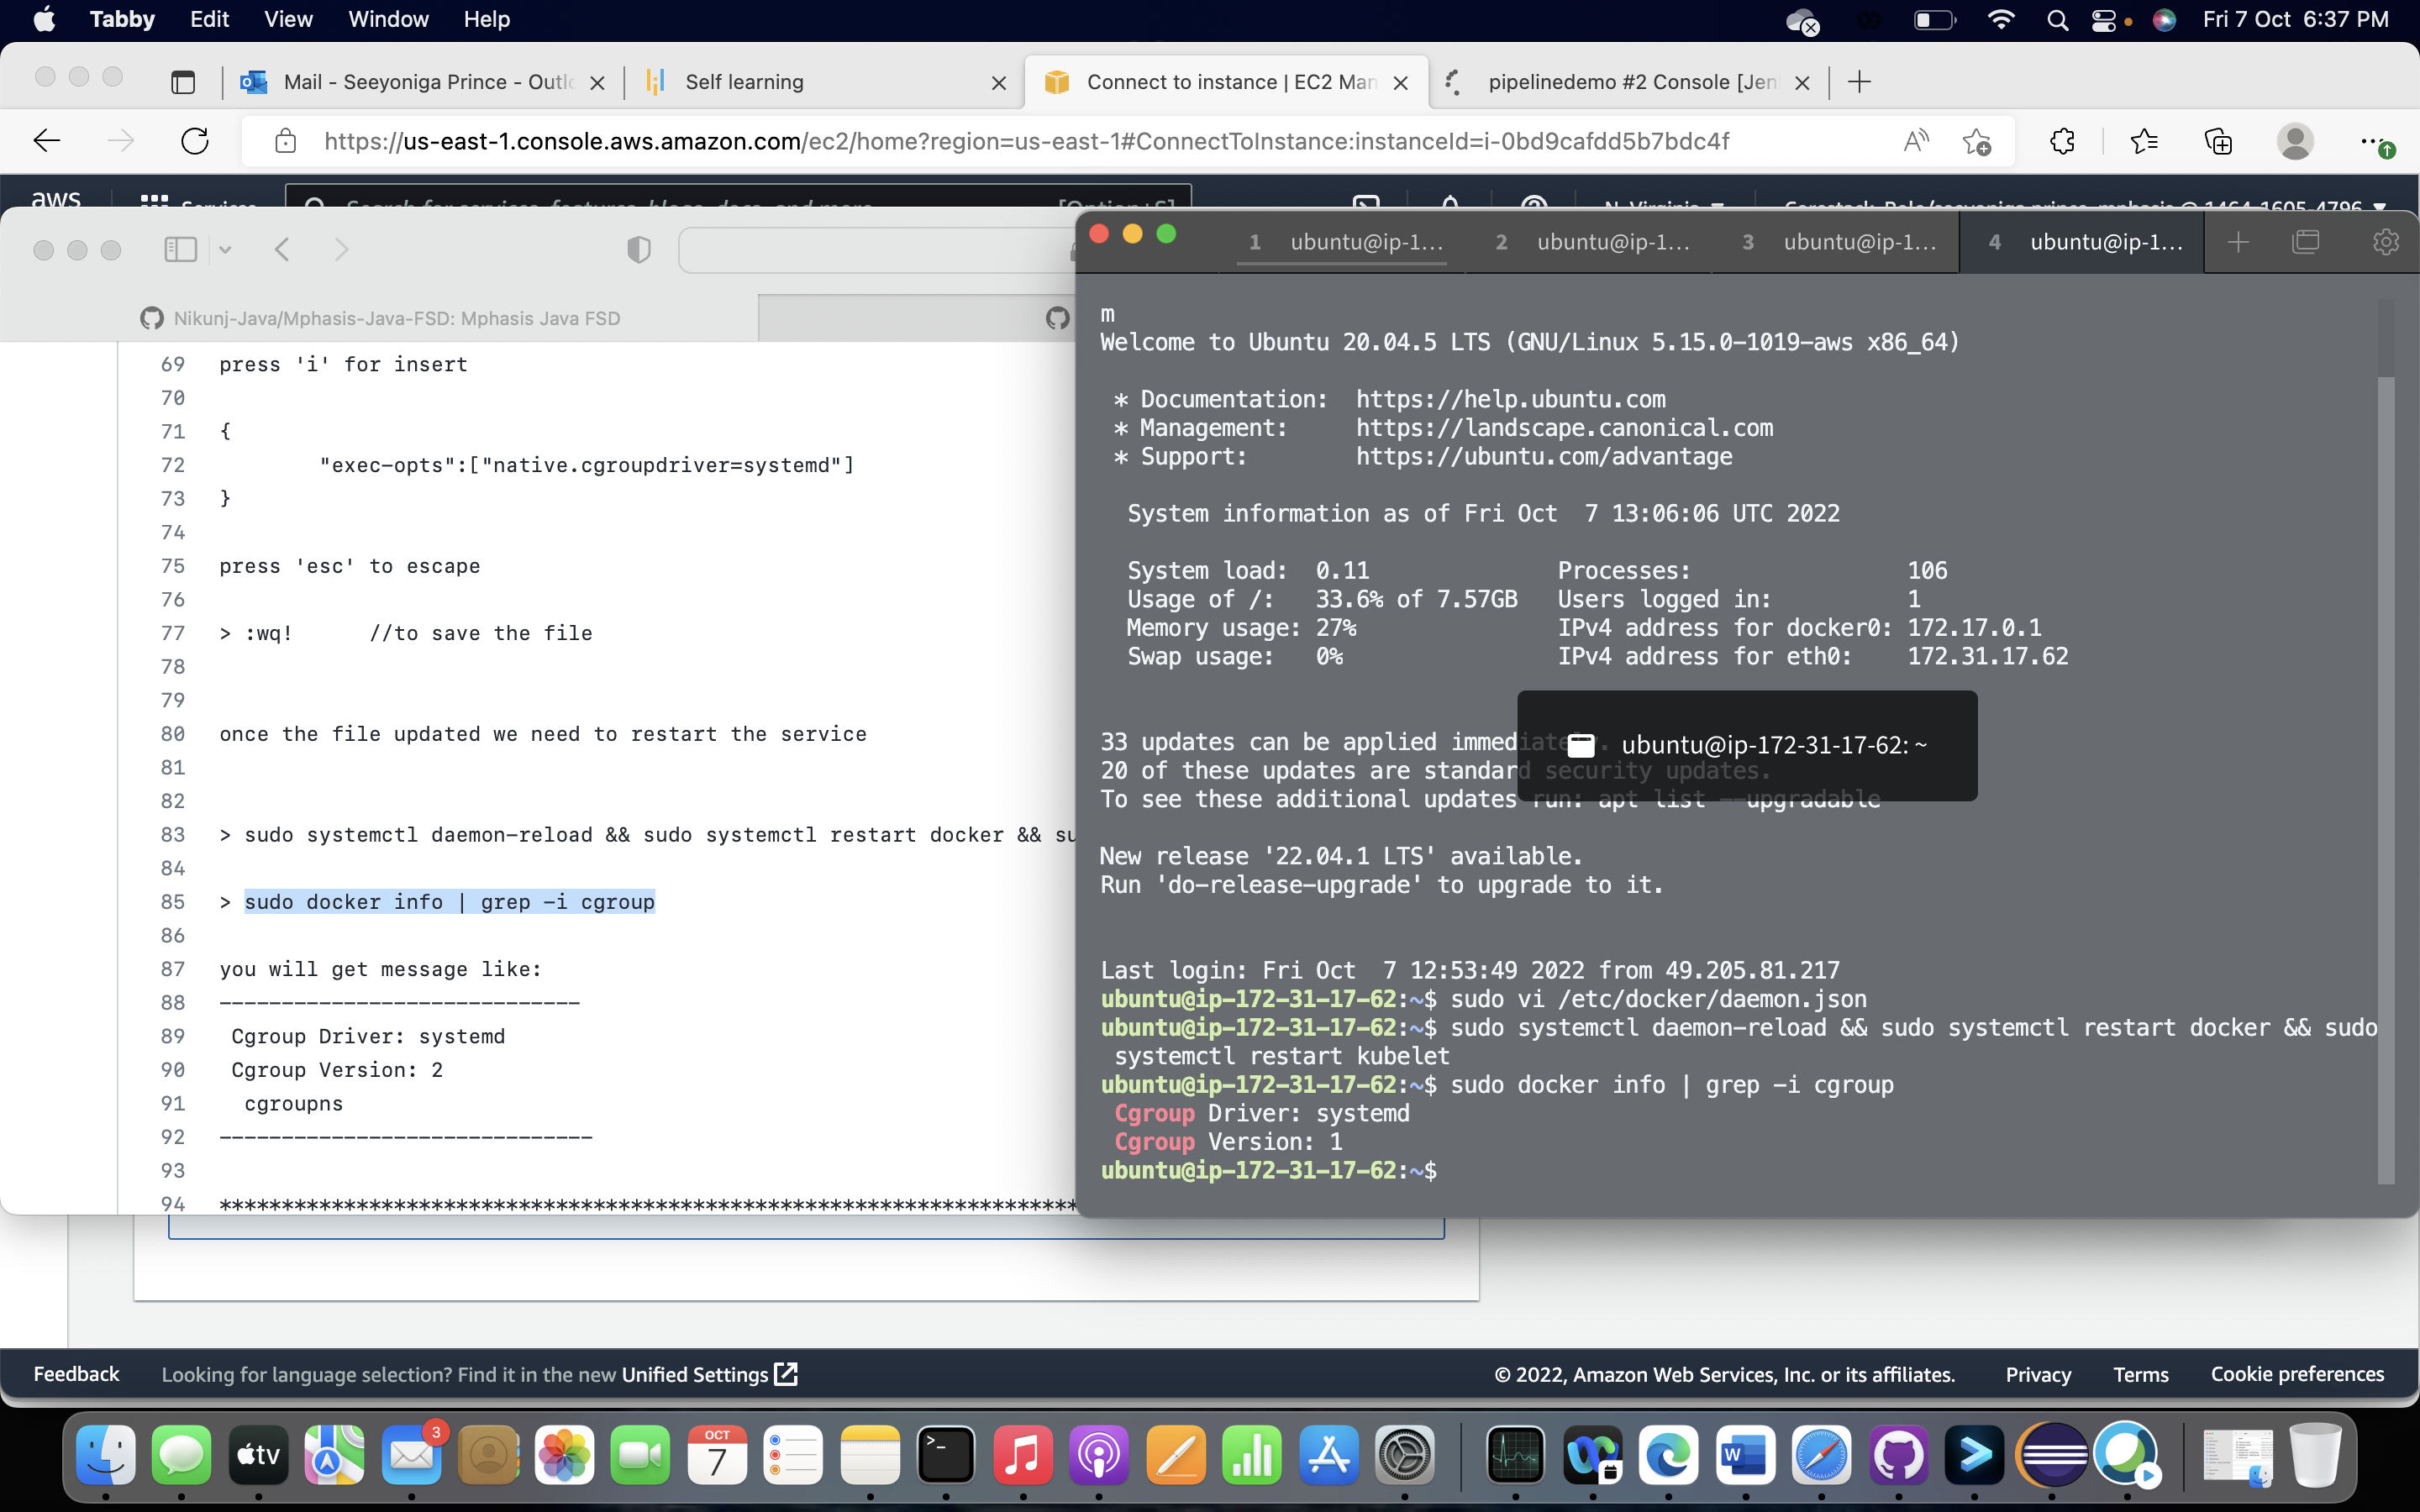 Tabby Edit View Window Help Fri 7 Oct 6:37 PM
Mail - Seeyoniga Prince - Outlo Self learning Connect to instance | EC2 Man pipelinedemo #2 Console [Jen
https://us-east-1.console.aws.amazon.com/ec2/home?region=us-east-1#ConnectToInstance:instanceId=i-0bd9cafdd5b7bdc4f
aws Services Search for services, features, blogs, docs, and more [Option+S] N. Virginia
Nikunj-Java/Mphasis-Java-FSD: Mphasis Java FSD
69 press 'i' for insert
70
71 {
72 "exec-opts":["native.cgroupdriver=systemd"]
73 }
74
75 press 'esc' to escape
76
77 > :wq! //to save the file
78
79
80 once the file updated we need to restart the service
81
82
83 > sudo systemctl daemon-reload && sudo systemctl restart docker && su
84
85 > sudo docker info | grep -i cgroup
86
87 you will get message like:
88 -----------------------------
89 Cgroup Driver: systemd
90 Cgroup Version: 2
91 cgroupns
92 ------------------------------
93
94 *********************************************************************
1 ubuntu@ip-1... 2 ubuntu@ip-1... 3 ubuntu@ip-1... 4 ubuntu@ip-1...
m
Welcome to Ubuntu 20.04.5 LTS (GNU/Linux 5.15.0-1019-aws x86_64)
* Documentation: https://help.ubuntu.com
* Management: https://landscape.canonical.com
* Support: https://ubuntu.com/advantage
System information as of Fri Oct 7 13:06:06 UTC 2022
System load: 0.11 Processes: 106
Usage of /: 33.6% of 7.57GB Users logged in: 1
Memory usage: 27% IPv4 address for docker0: 172.17.0.1
Swap usage: 0% IPv4 address for eth0: 172.31.17.62
33 updates can be applied immediately.
ubuntu@ip-172-31-17-62: ~
20 of these updates are standard security updates.
To see these additional updates run: apt list --upgradable
New release '22.04.1 LTS' available.
Run 'do-release-upgrade' to upgrade to it.
Last login: Fri Oct 7 12:53:49 2022 from 49.205.81.217
ubuntu@ip-172-31-17-62:~$ sudo vi /etc/docker/daemon.json
ubuntu@ip-172-31-17-62:~$ sudo systemctl daemon-reload && sudo systemctl restart docker && sudo
systemctl restart kubelet
ubuntu@ip-172-31-17-62:~$ sudo docker info | grep -i cgroup
Cgroup Driver: systemd
Cgroup Version: 1
ubuntu@ip-172-31-17-62:~$
Feedback Looking for language selection? Find it in the new Unified Settings © 2022, Amazon Web Services, Inc. or its affiliates. Privacy Terms Cookie preferences
tv 3 OCT 7